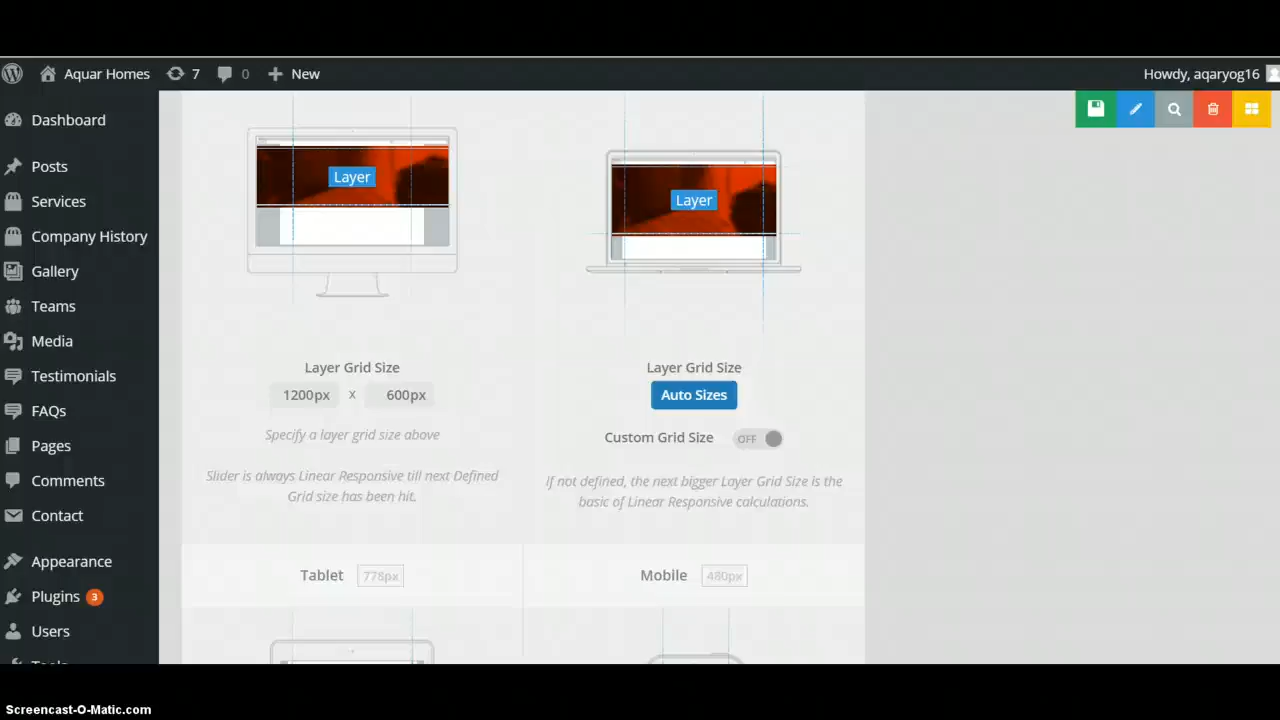 Aquar Homes 7 0 New Howdy, aqaryog16
Dashboard
Posts
Services
Company History
Gallery
Teams
Media
Testimonials
FAQs
Pages
Comments
Contact
Appearance
Plugins 3
Users
Layer
Layer Grid Size
1200px x 600px
Specify a layer grid size above
Slider is always Linear Responsive till next Defined
Grid size has been hit.
Layer
Layer Grid Size
Auto Sizes
Custom Grid Size OFF
If not defined, the next bigger Layer Grid Size is the
basic of Linear Responsive calculations.
Tablet 778px
Mobile 480px
Screencast-O-Matic.com